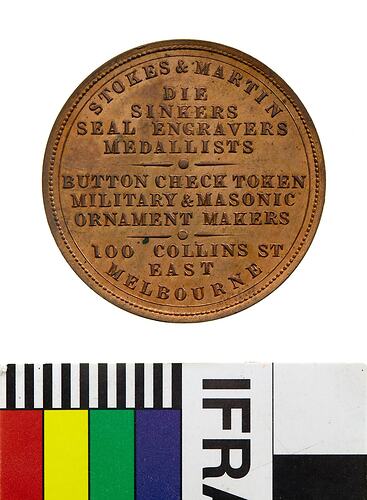 STOKES & MARTIN
DIE
SINKERS
SEAL ENGRAVERS
MEDALLISTS
BUTTON CHECK TOKEN
MILITARY & MASONIC
ORNAMENT MAKERS
100 COLLINS ST
EAST
MELBOURNE
IFRA